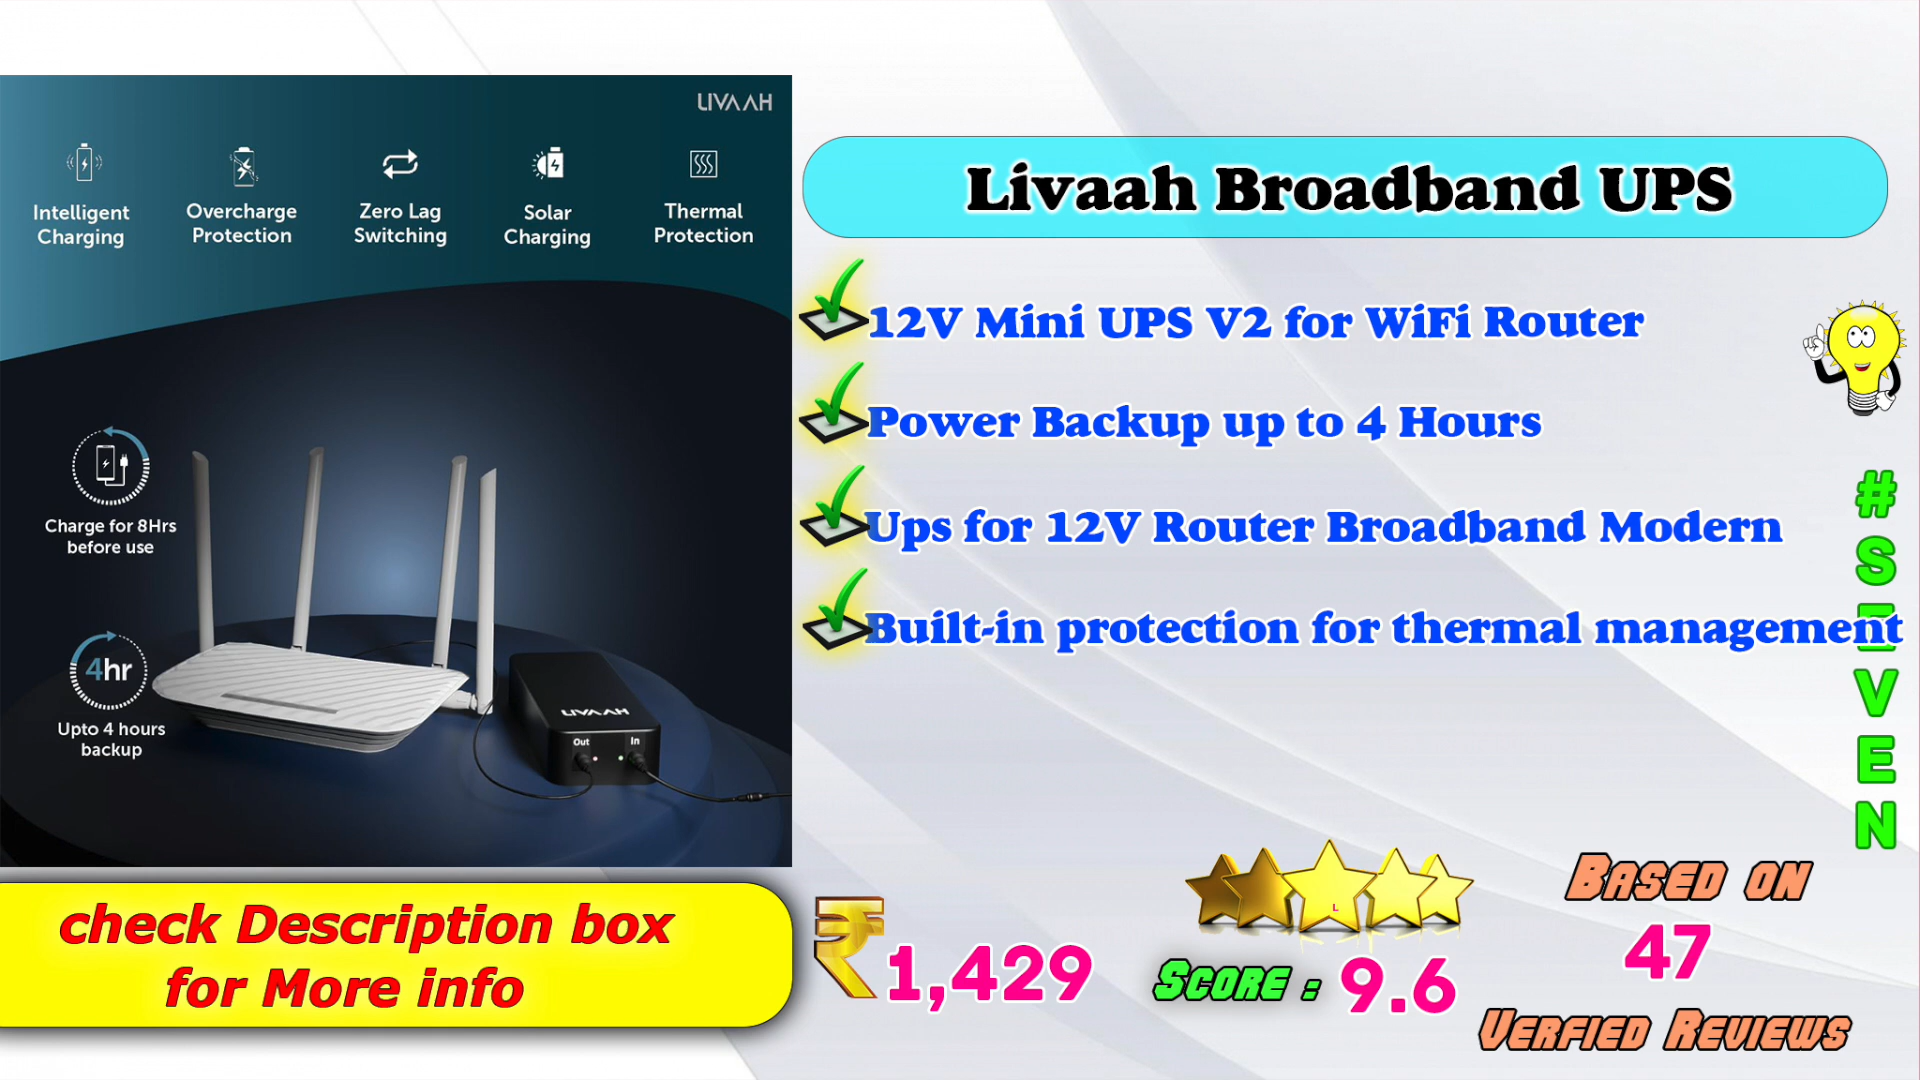 LIVAAH
Intelligent
Charging
Overcharge
Protection
Zero Lag
Switching
Solar
Charging
Thermal
Protection
Charge for 8Hrs
before use
4hr
Upto 4 hours
backup
LIVAAH
Out
In
Livaah Broadband UPS
12V Mini UPS V2 for WiFi Router
Power Backup up to 4 Hours
Ups for 12V Router Broadband Modern
Built-in protection for thermal management
#SEVEN
check Description box
for More info
₹1,429
L
Score : 9.6
Based on
47
Verfied Reviews